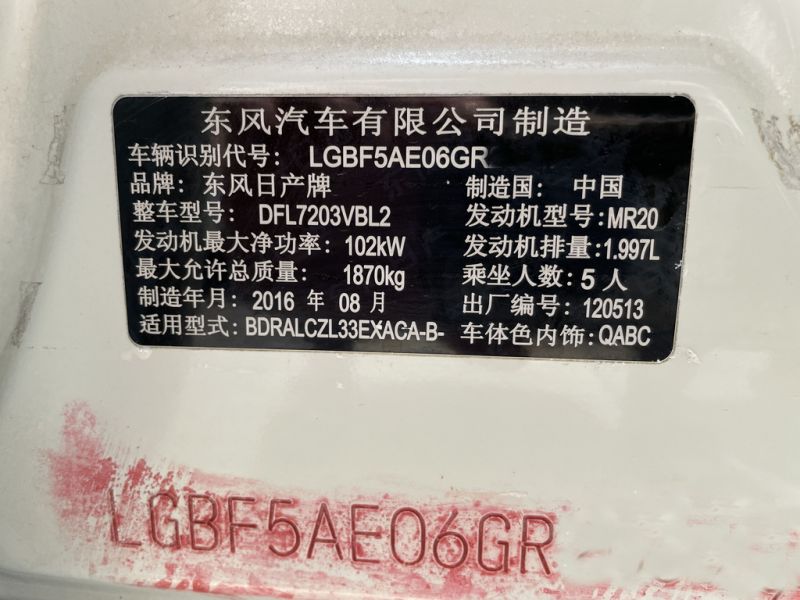 东风汽车有限公司制造
车辆识别代号: LGBF5AE06GR
品牌: 东风日产牌 制造国: 中国
整车型号: DFL7203VBL2 发动机型号: MR20
发动机最大净功率: 102kW 发动机排量: 1.997L
最大允许总质量: 1870kg 乘坐人数: 5 人
制造年月: 2016 年 08 月 出厂编号: 120513
适用型式: BDRALCZL33EXACA-B- 车体色内饰: QABC
LGBF5AE06GR